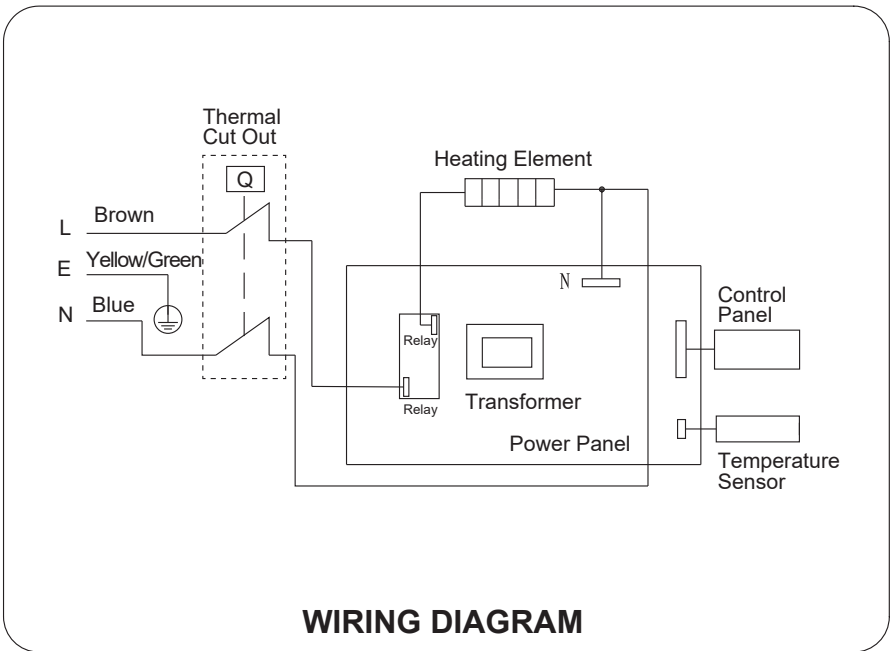 Thermal
Cut Out
Q
Heating Element
L
Brown
E
Yellow/Green
N
Blue
N
Control
Panel
Relay
Relay
Transformer
Power Panel
Temperature
Sensor
WIRING DIAGRAM